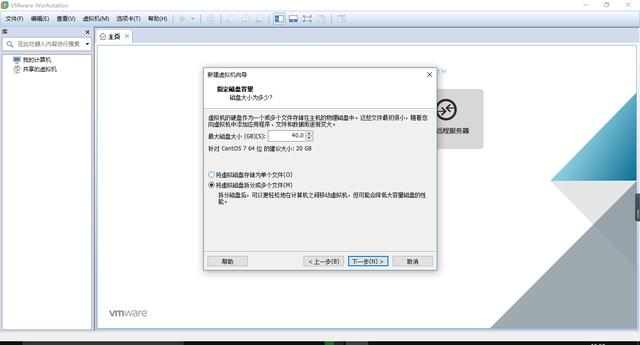 VMware Workstation
文件(F) 编辑(E) 查看(V) 虚拟机(M) 选项卡(T) 帮助(H)
库
在此处键入内容进行搜索
我的计算机
共享的虚拟机
主页
TM
远程服务器
新建虚拟机向导
指定磁盘容量
磁盘大小为多少?
虚拟机的硬盘作为一个或多个文件存储在主机的物理磁盘中。这些文件最初很小，随着您
向虚拟机中添加应用程序、文件和数据而逐渐变大。
最大磁盘大小 (GB)(S): 40.0
针对 CentOS 7 64 位 的建议大小: 20 GB
将虚拟磁盘存储为单个文件(O)
将虚拟磁盘拆分成多个文件(M)
拆分磁盘后，可以更轻松地在计算机之间移动虚拟机，但可能会降低大容量磁盘的性
能。
帮助 < 上一步(B) 下一步(N) > 取消
vmware